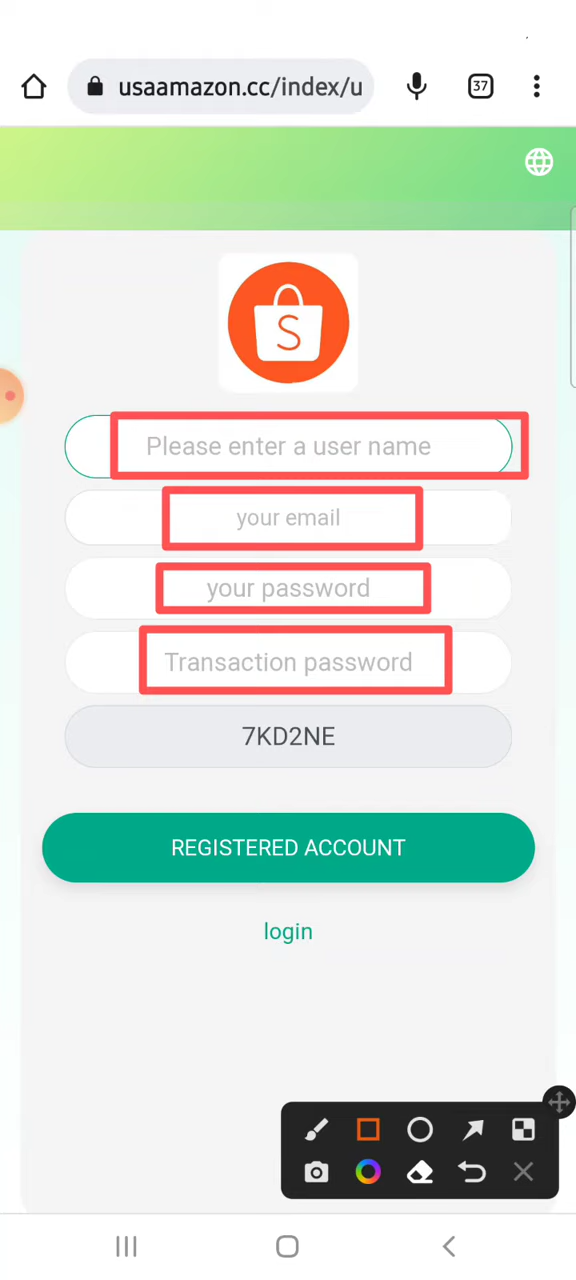 usaamazon.cc/index/u
37
S
Please enter a user name
your email
your password
Transaction password
7KD2NE
REGISTERED ACCOUNT
login